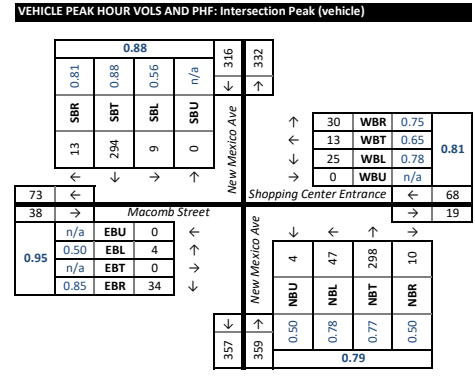 VEHICLE PEAK HOUR VOLS AND PHF: Intersection Peak (vehicle)
0.88
0.81 0.88 0.56 n/a
SBR SBT SBL SBU
13 294 9 0
← ↓ → ↑
316 332
↓ ↑
New Mexico Ave
↑ 30 WBR 0.75
← 13 WBT 0.65
↓ 25 WBL 0.78
→ 0 WBU n/a
0.81
73 ←
Shopping Center Entrance ← 68
38 → Macomb Street
→ 19
n/a EBU 0 ←
0.50 EBL 4 ↑
n/a EBT 0 →
0.85 EBR 34 ↓
0.95
New Mexico Ave
↓ ← ↑ →
4 47 298 10
NBU NBL NBT NBR
0.50 0.78 0.77 0.50
0.79
↓ ↑
357 359